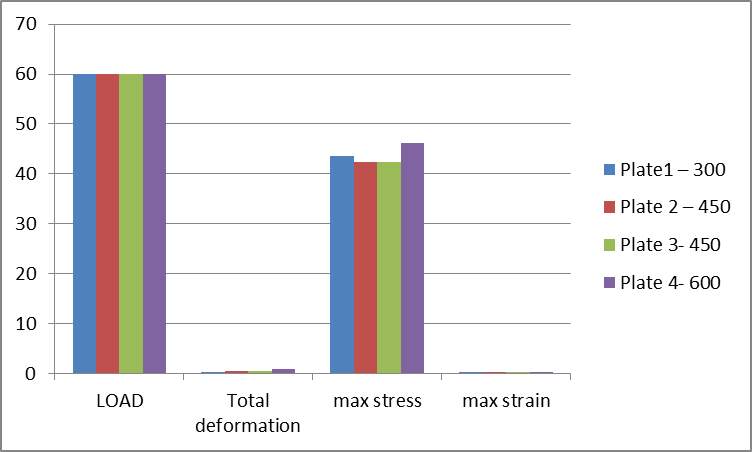 70
60
50
40
30
20
10
0
LOAD
Total
deformation
max stress
max strain
Plate1 – 300
Plate 2 – 450
Plate 3- 450
Plate 4- 600